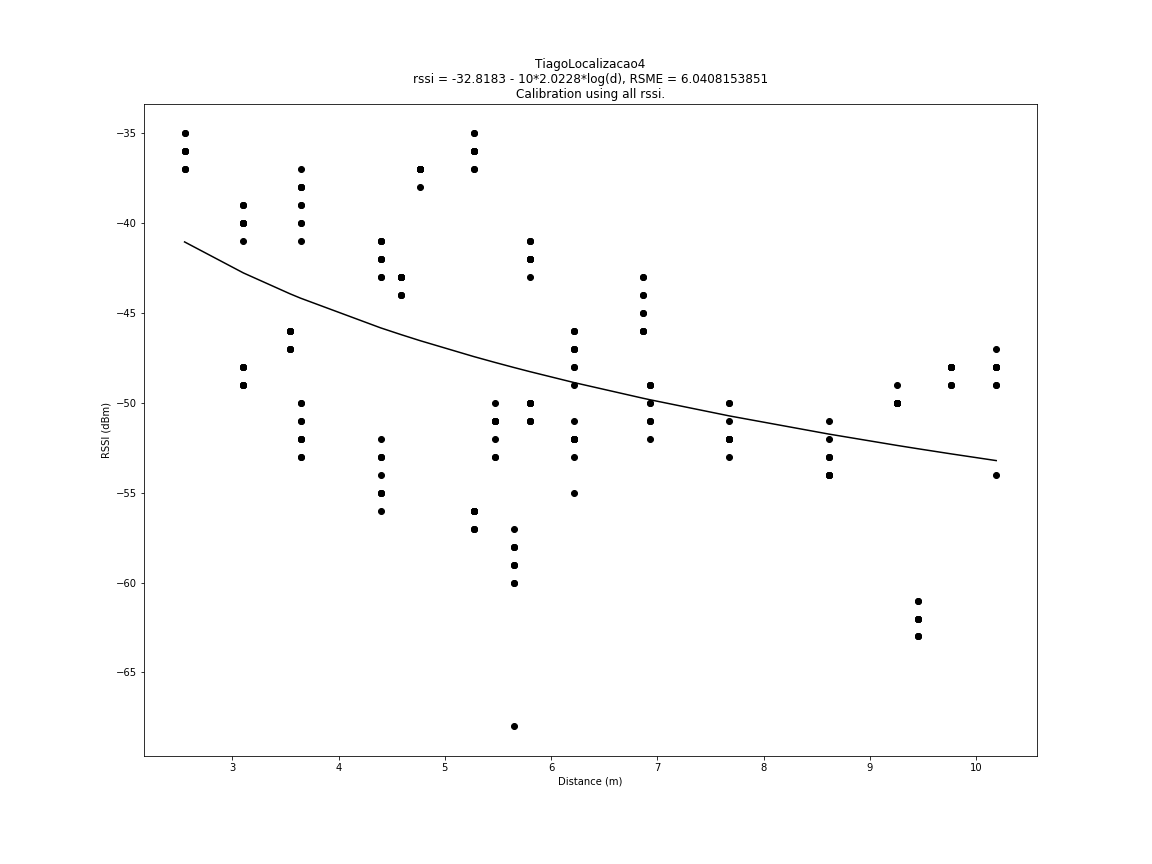 TiagoLocalizacao4
rssi = -32.8183 - 10*2.0228*log(d), RSME = 6.0408153851
Calibration using all rssi.
−35
−40
−45
−50
−55
−60
−65
RSSI (dBm)
3 4 5 6 7 8 9 10
Distance (m)